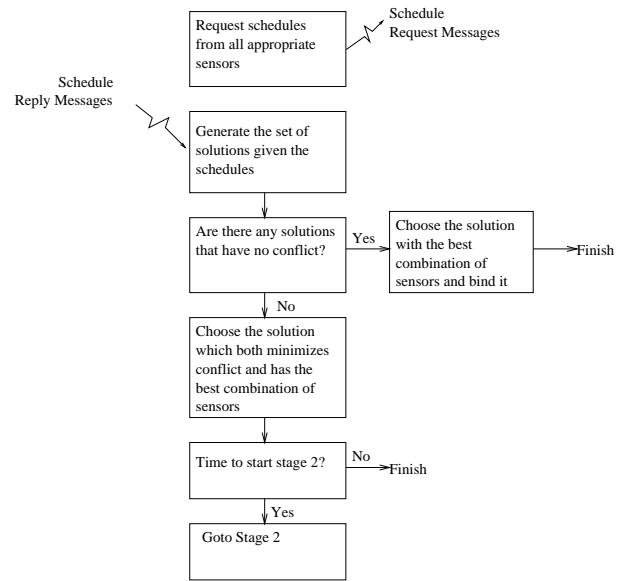 Request schedules
from all appropriate
sensors
Schedule
Request Messages
Schedule
Reply Messages
Generate the set of
solutions given the
schedules
Are there any solutions
that have no conflict?
Yes
Choose the solution
with the best
combination of
sensors and bind it
Finish
No
Choose the solution
which both minimizes
conflict and has the
best combination of
sensors
Time to start stage 2?
No
Finish
Yes
Goto Stage 2